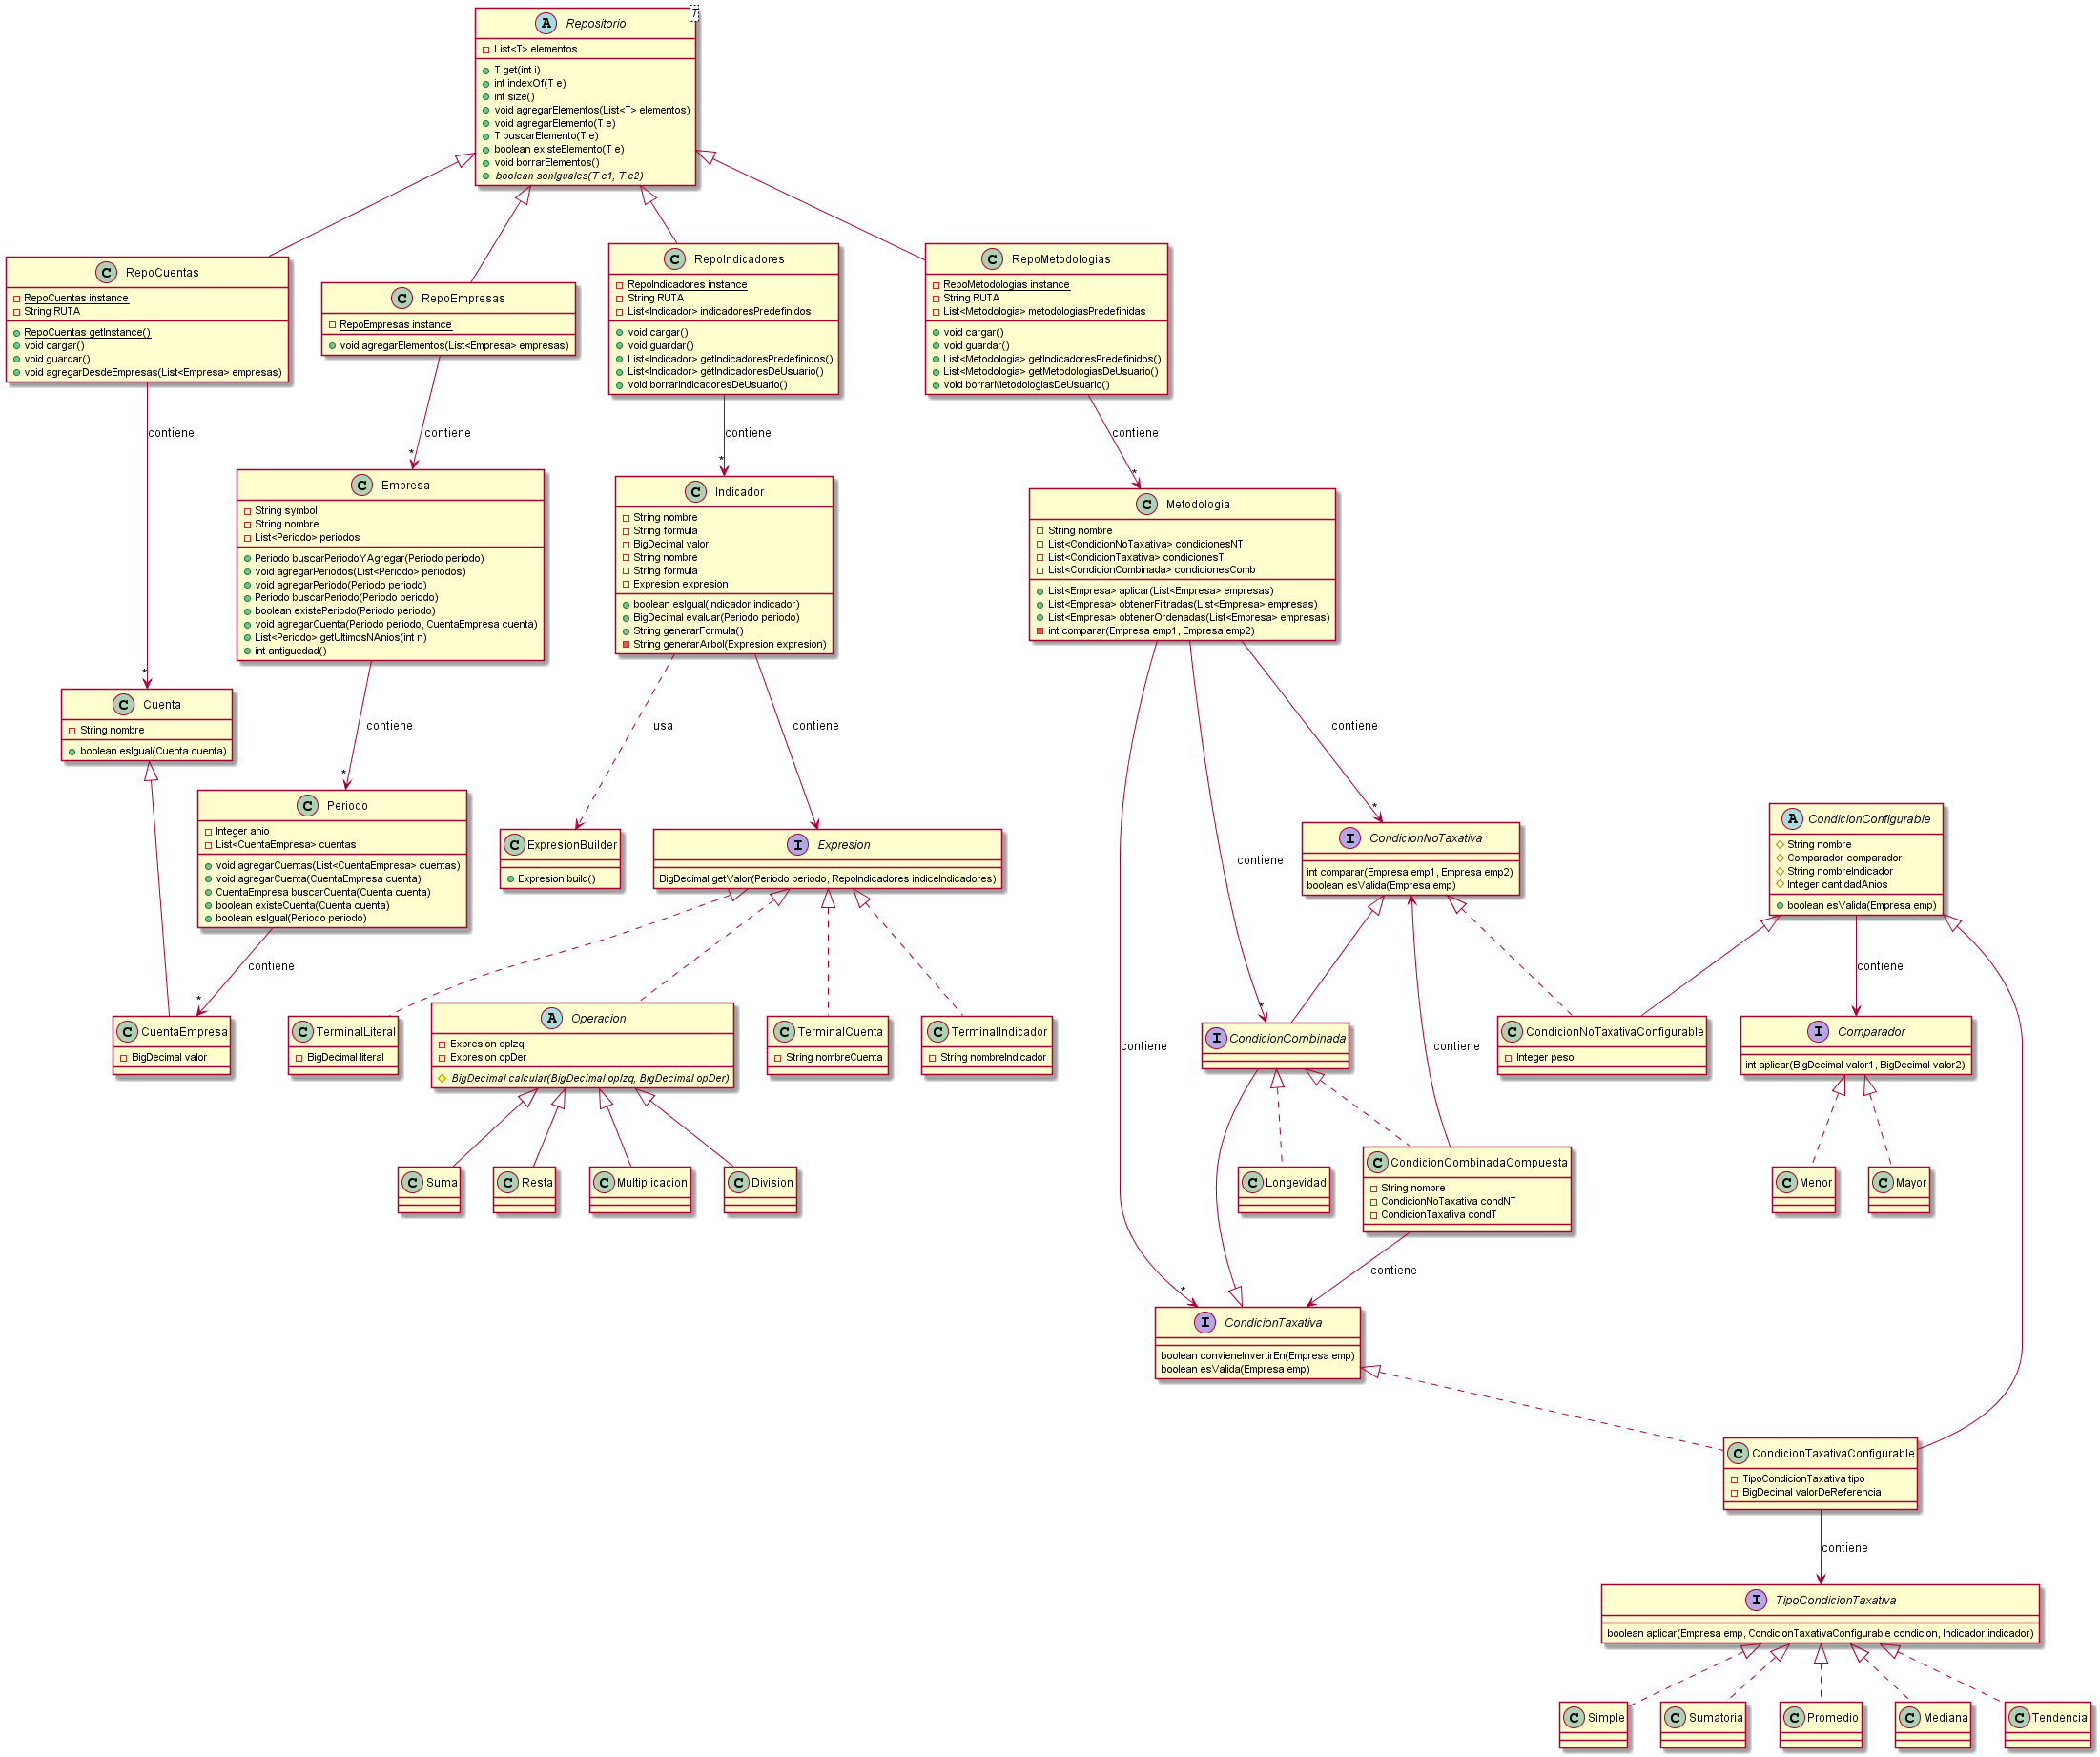 A Repositorio
T
List<T> elementos
T get(int i)
int indexOf(T e)
int size()
void agregarElementos(List<T> elementos)
void agregarElemento(T e)
T buscarElemento(T e)
boolean existeElemento(T e)
void borrarElementos()
boolean sonIguales(T e1, T e2)
C RepoCuentas
RepoCuentas instance
String RUTA
RepoCuentas getInstance()
void cargar()
void guardar()
void agregarDesdeEmpresas(List<Empresa> empresas)
C RepoEmpresas
RepoEmpresas instance
void agregarElementos(List<Empresa> empresas)
C RepoIndicadores
RepoIndicadores instance
String RUTA
List<Indicador> indicadoresPredefinidos
void cargar()
void guardar()
List<Indicador> getIndicadoresPredefinidos()
List<Indicador> getIndicadoresDeUsuario()
void borrarIndicadoresDeUsuario()
C RepoMetodologias
RepoMetodologias instance
String RUTA
List<Metodologia> metodologiasPredefinidas
void cargar()
void guardar()
List<Metodologia> getIndicadoresPredefinidos()
List<Metodologia> getMetodologiasDeUsuario()
void borrarMetodologiasDeUsuario()
contiene
*
contiene
*
contiene
*
contiene
*
C Empresa
String symbol
String nombre
List<Periodo> periodos
Periodo buscarPeriodoYAgregar(Periodo periodo)
void agregarPeriodos(List<Periodo> periodos)
void agregarPeriodo(Periodo periodo)
Periodo buscarPeriodo(Periodo periodo)
boolean existePeriodo(Periodo periodo)
void agregarCuenta(Periodo periodo, CuentaEmpresa cuenta)
List<Periodo> getUltimosNAnios(int n)
int antiguedad()
C Indicador
String nombre
String formula
BigDecimal valor
String nombre
String formula
Expresion expresion
boolean esIgual(Indicador indicador)
BigDecimal evaluar(Periodo periodo)
String generarFormula()
String generarArbol(Expresion expresion)
C Metodologia
String nombre
List<CondicionNoTaxativa> condicionesNT
List<CondicionTaxativa> condicionesT
List<CondicionCombinada> condicionesComb
List<Empresa> aplicar(List<Empresa> empresas)
List<Empresa> obtenerFiltradas(List<Empresa> empresas)
List<Empresa> obtenerOrdenadas(List<Empresa> empresas)
int comparar(Empresa emp1, Empresa emp2)
C Cuenta
String nombre
boolean esIgual(Cuenta cuenta)
contiene
*
usa
contiene
contiene
*
contiene
*
contiene
*
C Periodo
Integer anio
List<CuentaEmpresa> cuentas
void agregarCuentas(List<CuentaEmpresa> cuentas)
void agregarCuenta(CuentaEmpresa cuenta)
CuentaEmpresa buscarCuenta(Cuenta cuenta)
boolean existeCuenta(Cuenta cuenta)
boolean esIgual(Periodo periodo)
C ExpresionBuilder
Expresion build()
I Expresion
BigDecimal getValor(Periodo periodo, RepoIndicadores indiceIndicadores)
I CondicionNoTaxativa
int comparar(Empresa emp1, Empresa emp2)
boolean esValida(Empresa emp)
A CondicionConfigurable
String nombre
Comparador comparador
String nombreIndicador
Integer cantidadAnios
boolean esValida(Empresa emp)
contiene
*
contiene
contiene
C CuentaEmpresa
BigDecimal valor
C TerminalLiteral
BigDecimal literal
A Operacion
Expresion opIzq
Expresion opDer
BigDecimal calcular(BigDecimal opIzq, BigDecimal opDer)
C TerminalCuenta
String nombreCuenta
C TerminalIndicador
String nombreIndicador
I CondicionCombinada
C CondicionNoTaxativaConfigurable
Integer peso
I Comparador
int aplicar(BigDecimal valor1, BigDecimal valor2)
C Suma
C Resta
C Multiplicacion
C Division
C Longevidad
C CondicionCombinadaCompuesta
String nombre
CondicionNoTaxativa condNT
CondicionTaxativa condT
C Menor
C Mayor
contiene
I CondicionTaxativa
boolean convieneInvertirEn(Empresa emp)
boolean esValida(Empresa emp)
C CondicionTaxativaConfigurable
TipoCondicionTaxativa tipo
BigDecimal valorDeReferencia
contiene
I TipoCondicionTaxativa
boolean aplicar(Empresa emp, CondicionTaxativaConfigurable condicion, Indicador indicador)
C Simple
C Sumatoria
C Promedio
C Mediana
C Tendencia